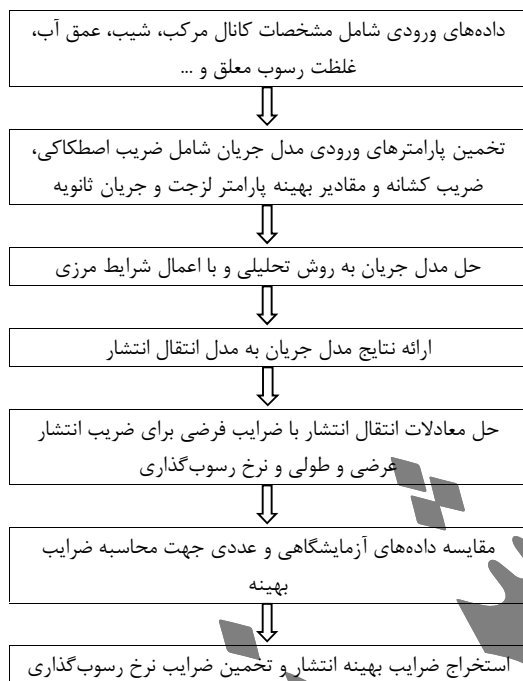 داده‌های ورودی شامل مشخصات کانال مرکب، شیب، عمق آب،
غلظت رسوب معلق و ...
تخمین پارامترهای ورودی مدل جریان شامل ضریب اصطکاکی،
ضریب کشانه و مقادیر بهینه پارامتر لزجت و جریان ثانویه
حل مدل جریان به روش تحلیلی و با اعمال شرایط مرزی
ارائه نتایج مدل جریان به مدل انتقال انتشار
حل معادلات انتقال انتشار با ضرایب فرضی برای ضریب انتشار
عرضی و طولی و نرخ رسوب‌گذاری
مقایسه داده‌های آزمایشگاهی و عددی جهت محاسبه ضرایب
بهینه
استخراج ضرایب بهینه انتشار و تخمین ضرایب نرخ رسوب‌گذاری